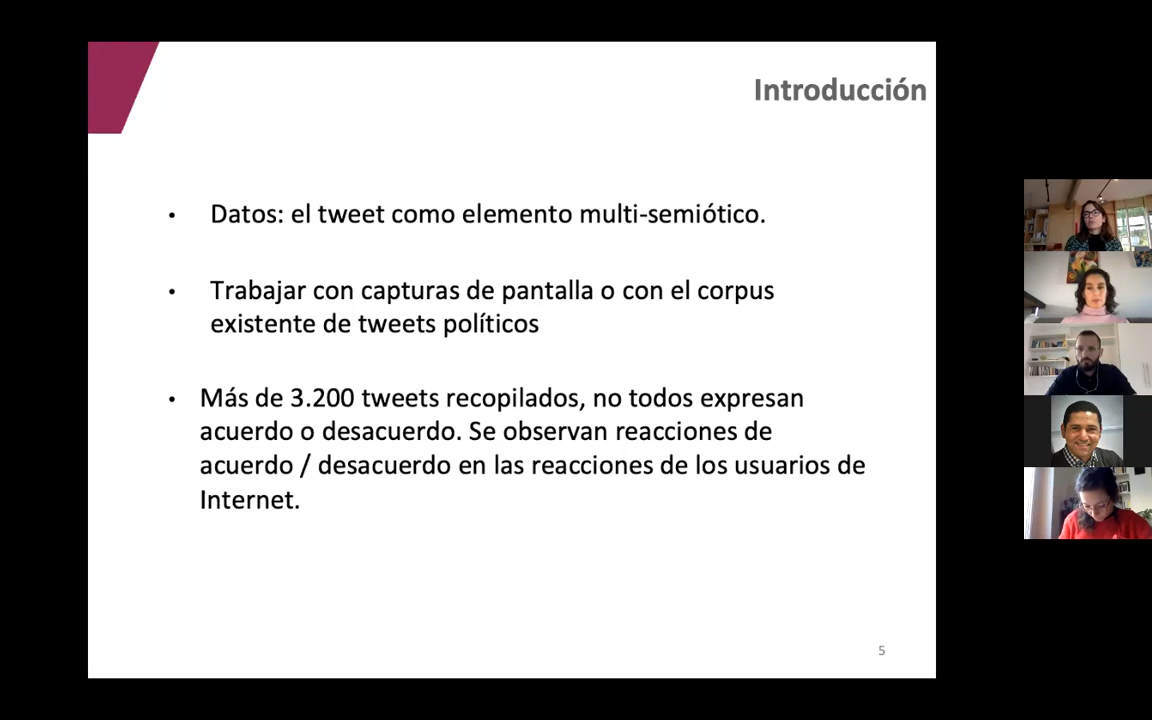 Introducción
• Datos: el tweet como elemento multi-semiótico.
• Trabajar con capturas de pantalla o con el corpus
existente de tweets políticos
• Más de 3.200 tweets recopilados, no todos expresan
acuerdo o desacuerdo. Se observan reacciones de
acuerdo / desacuerdo en las reacciones de los usuarios de
Internet.
5